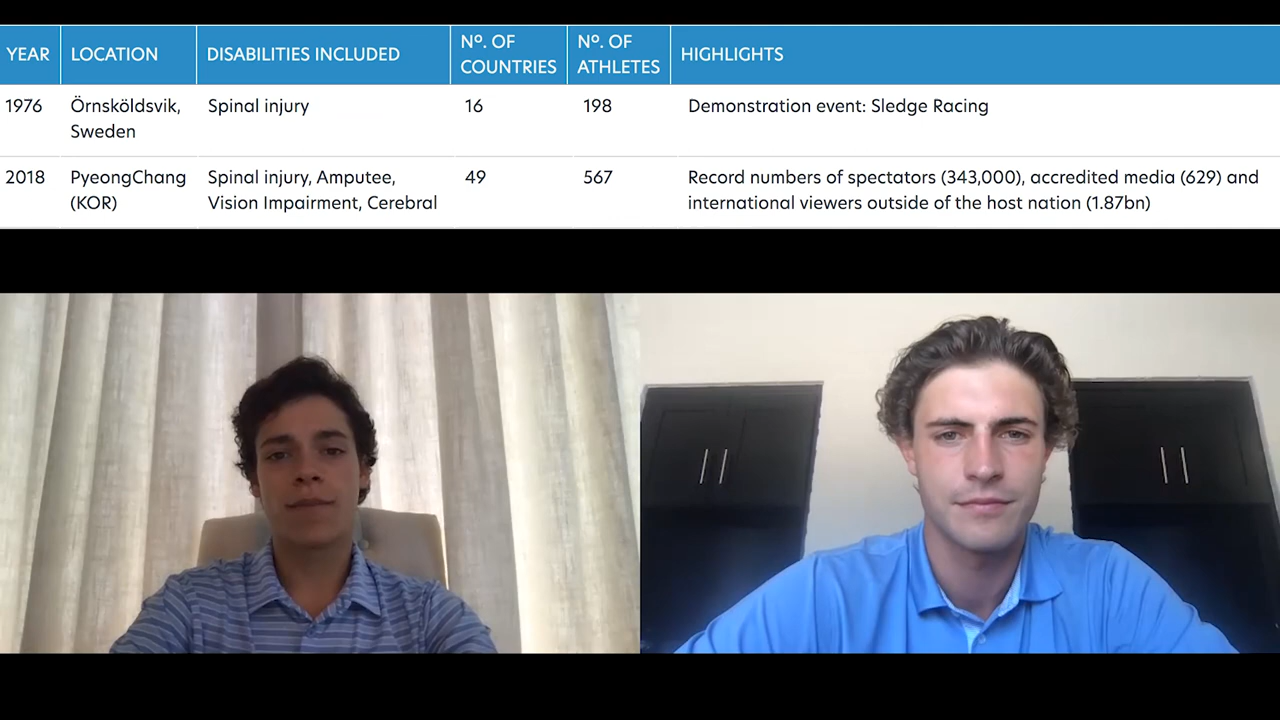 YEAR LOCATION DISABILITIES INCLUDED Nº. OF COUNTRIES Nº. OF ATHLETES HIGHLIGHTS
1976 Örnsköldsvik, Sweden Spinal injury 16 198 Demonstration event: Sledge Racing
2018 PyeongChang (KOR) Spinal injury, Amputee, Vision Impairment, Cerebral 49 567 Record numbers of spectators (343,000), accredited media (629) and international viewers outside of the host nation (1.87bn)